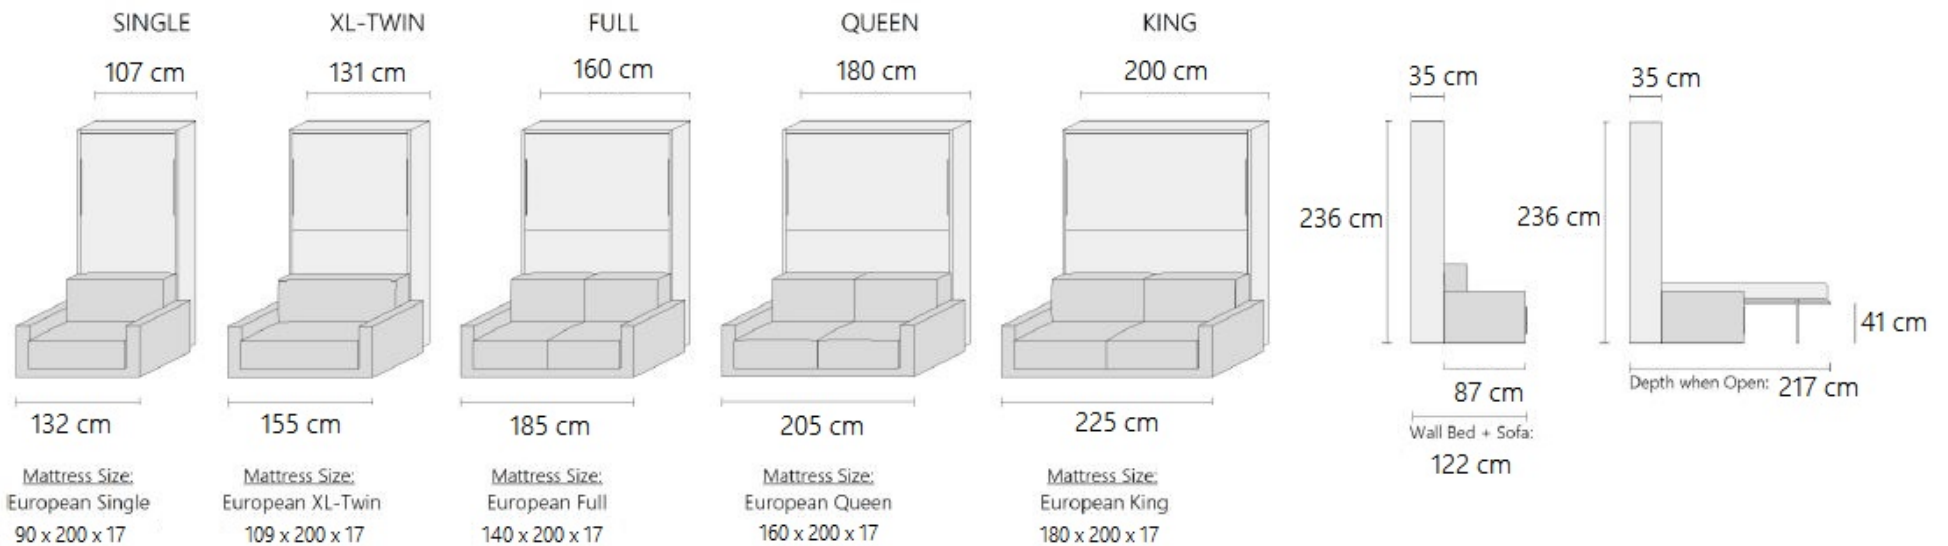 SINGLE
107 cm
132 cm
Mattress Size:
European Single
90 x 200 x 17
XL-TWIN
131 cm
155 cm
Mattress Size:
European XL-Twin
109 x 200 x 17
FULL
160 cm
185 cm
Mattress Size:
European Full
140 x 200 x 17
QUEEN
180 cm
205 cm
Mattress Size:
European Queen
160 x 200 x 17
KING
200 cm
225 cm
Mattress Size:
European King
180 x 200 x 17
35 cm
236 cm
87 cm
Wall Bed + Sofa:
122 cm
35 cm
236 cm
41 cm
Depth when Open: 217 cm